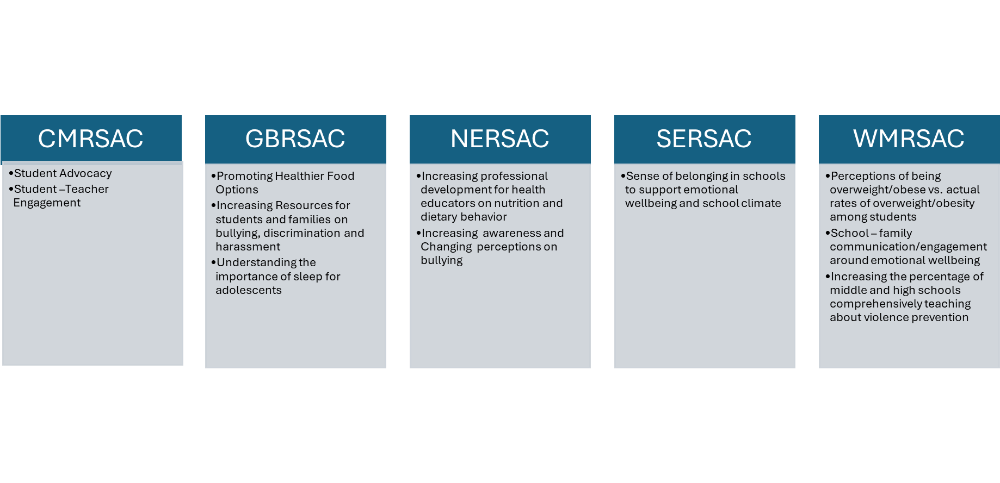 CMRSAC
•Student Advocacy
•Student –Teacher
Engagement
GBRSAC
•Promoting Healthier Food
Options
•Increasing Resources for
students and families on
bullying, discrimination and
harassment
•Understanding the
importance of sleep for
adolescents
NERSAC
•Increasing professional
development for health
educators on nutrition and
dietary behavior
•Increasing  awareness and
Changing  perceptions on
bullying
SERSAC
•Sense of belonging in schools
to support emotional
wellbeing and school climate
WMRSAC
•Perceptions of being
overweight/obese vs. actual
rates of overweight/obesity
among students
•School – family
communication/engagement
around emotional wellbeing
•Increasing the percentage of
middle and high schools
comprehensively teaching
about violence prevention